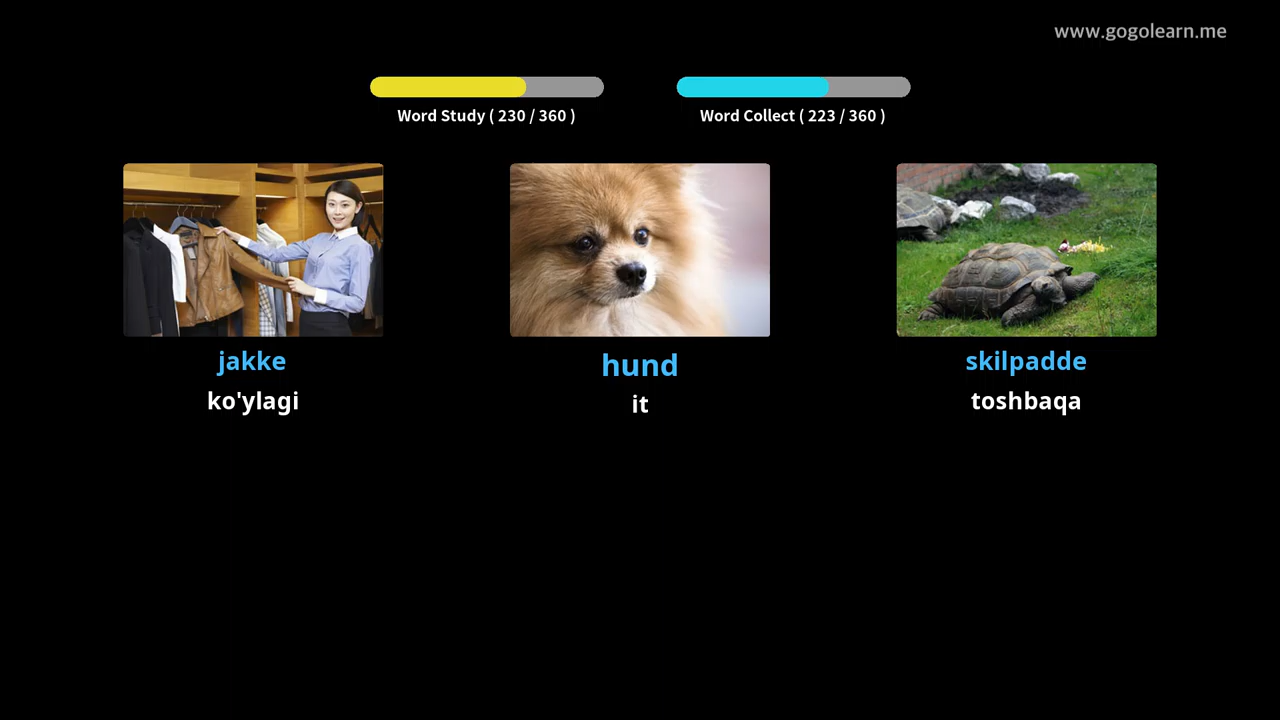 www.gogolearn.me
Word Study ( 230 / 360 )
Word Collect ( 223 / 360 )
jakke
ko'ylagi
hund
it
skilpadde
toshbaqa